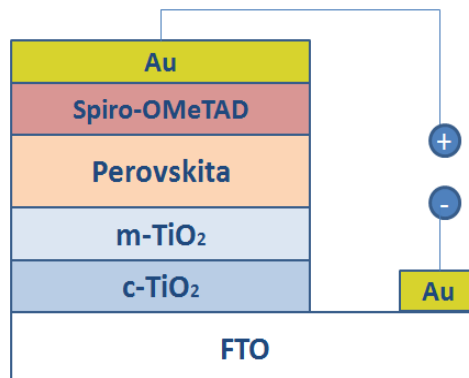 Au
Spiro-OMeTAD
+
Perovskita
-
m-TiO₂
c-TiO₂
Au
FTO